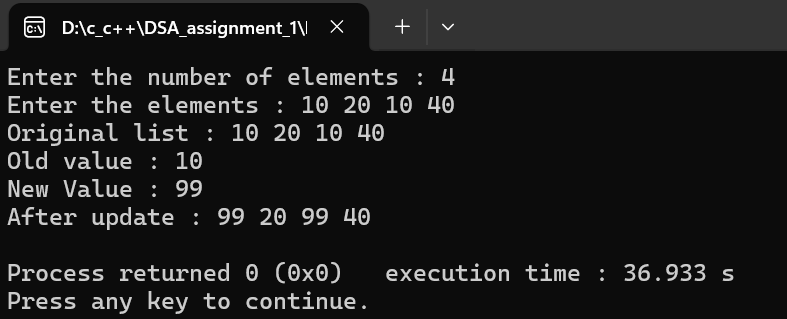 D:\c_c++\DSA_assignment_1\
Enter the number of elements : 4
Enter the elements : 10 20 10 40
Original list : 10 20 10 40
Old value : 10
New Value : 99
After update : 99 20 99 40
Process returned 0 (0x0)   execution time : 36.933 s
Press any key to continue.